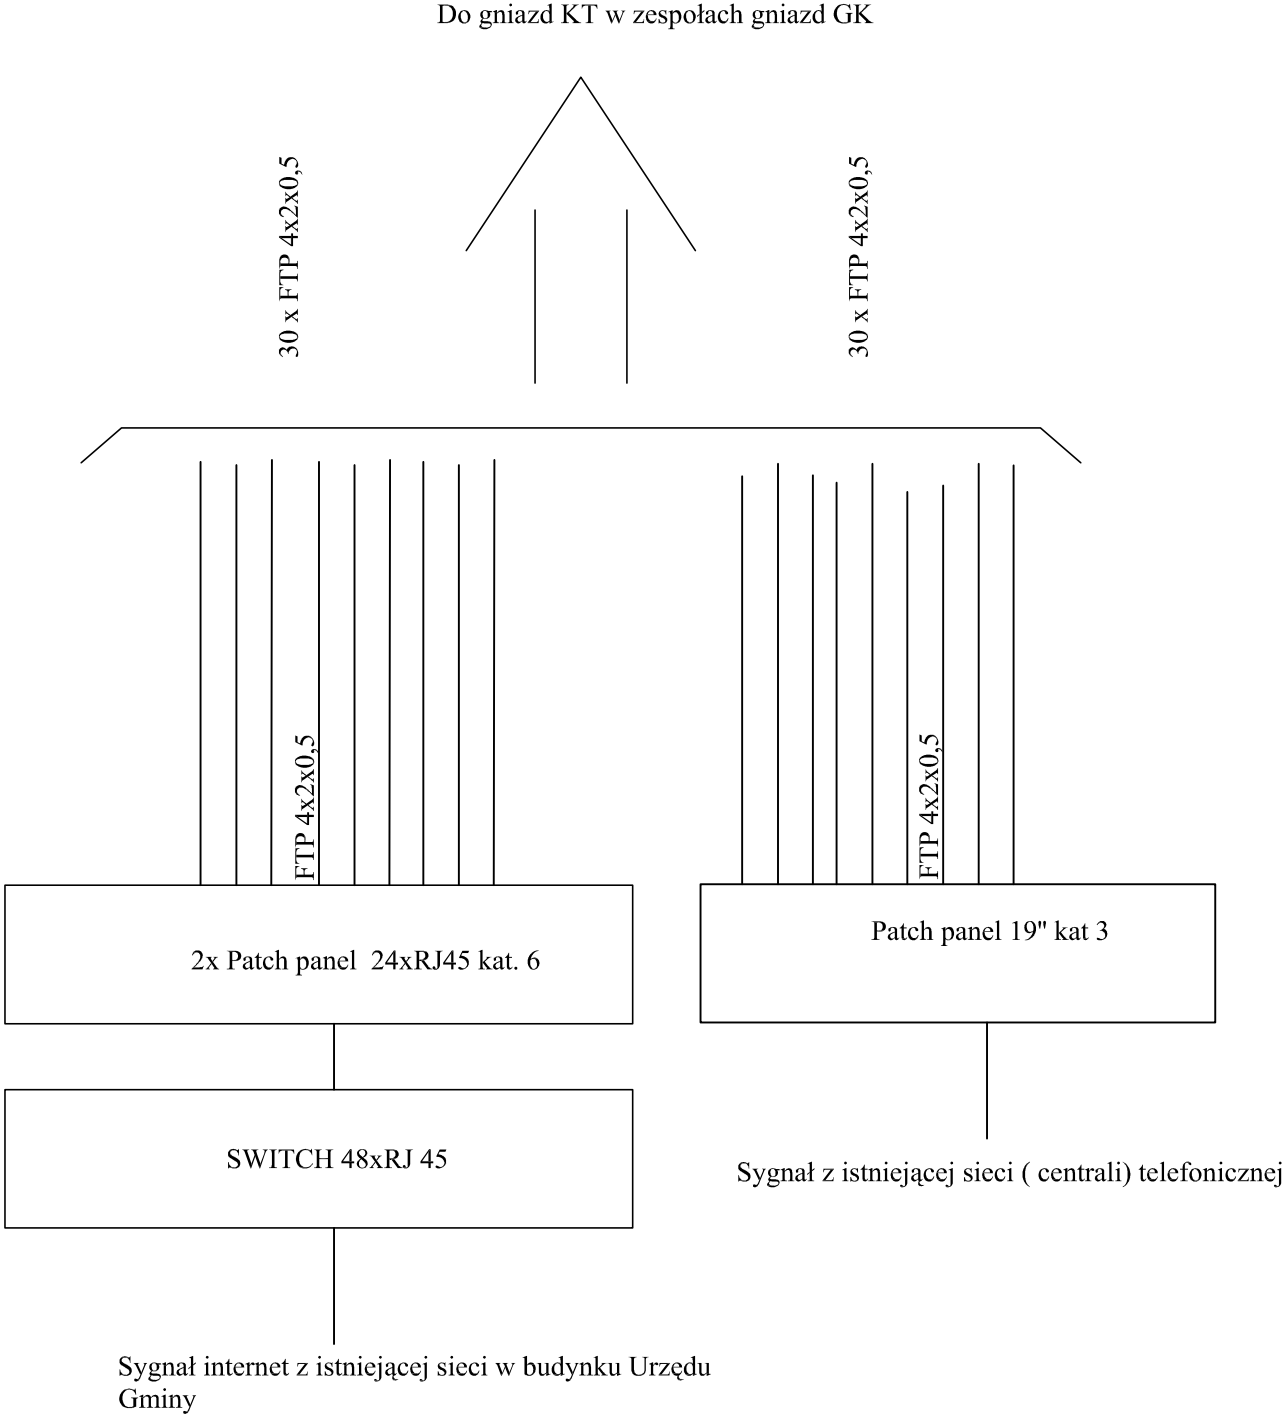 Do gniazd KT w zespołach gniazd GK
30 x FTP 4x2x0,5
30 x FTP 4x2x0,5
FTP 4x2x0,5
FTP 4x2x0,5
2x Patch panel 24xRJ45 kat. 6
Patch panel 19" kat 3
SWITCH 48xRJ 45
Sygnał z istniejącej sieci ( centrali) telefonicznej
Sygnał internet z istniejącej sieci w budynku Urzędu
Gminy